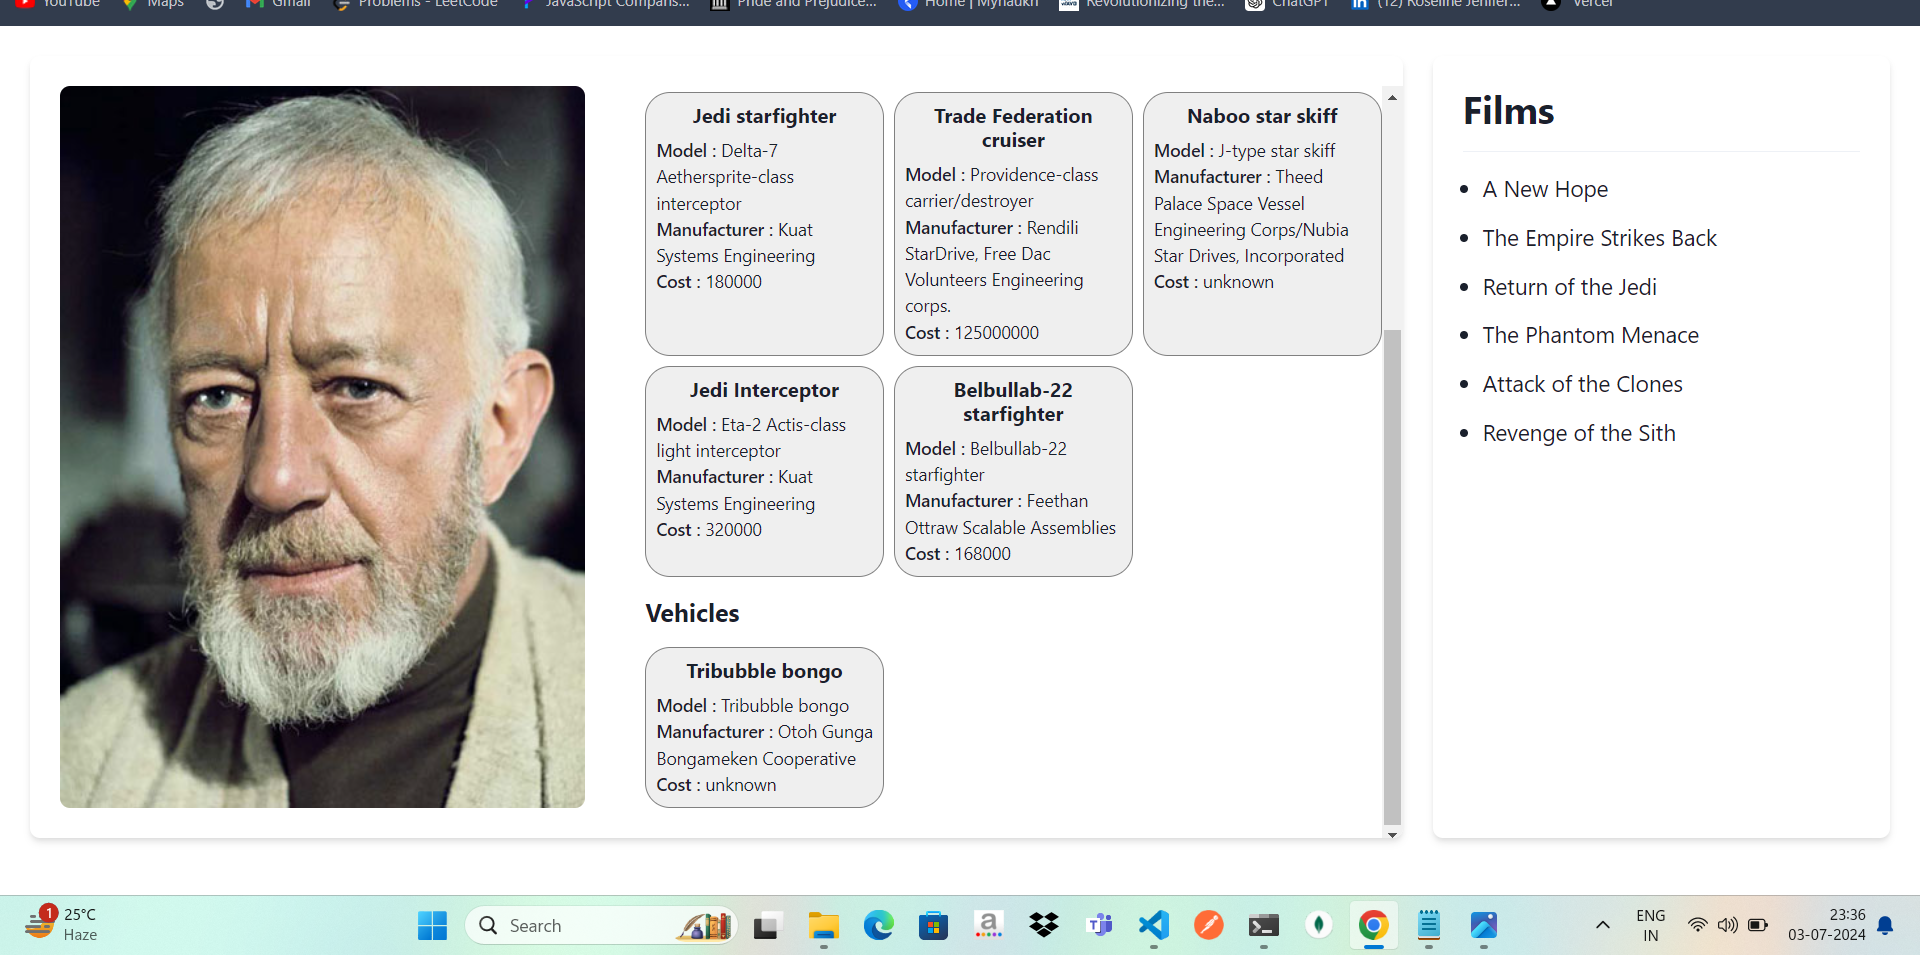 YouTube Maps Gmail Problems - LeetCode JavaScript Comparis... Pride and Prejudice... Home | Mynaukri Revolutionizing the... ChatGPT (12) Roseline Jenifer... Vercel
Jedi starfighter
Model : Delta-7
Aethersprite-class
interceptor
Manufacturer : Kuat
Systems Engineering
Cost : 180000
Trade Federation
cruiser
Model : Providence-class
carrier/destroyer
Manufacturer : Rendili
StarDrive, Free Dac
Volunteers Engineering
corps.
Cost : 125000000
Naboo star skiff
Model : J-type star skiff
Manufacturer : Theed
Palace Space Vessel
Engineering Corps/Nubia
Star Drives, Incorporated
Cost : unknown
Jedi Interceptor
Model : Eta-2 Actis-class
light interceptor
Manufacturer : Kuat
Systems Engineering
Cost : 320000
Belbullab-22
starfighter
Model : Belbullab-22
starfighter
Manufacturer : Feethan
Ottraw Scalable Assemblies
Cost : 168000
Vehicles
Tribubble bongo
Model : Tribubble bongo
Manufacturer : Otoh Gunga
Bongameken Cooperative
Cost : unknown
Films
A New Hope
The Empire Strikes Back
Return of the Jedi
The Phantom Menace
Attack of the Clones
Revenge of the Sith
1
25°C
Haze
Search
ENG
IN
23:36
03-07-2024